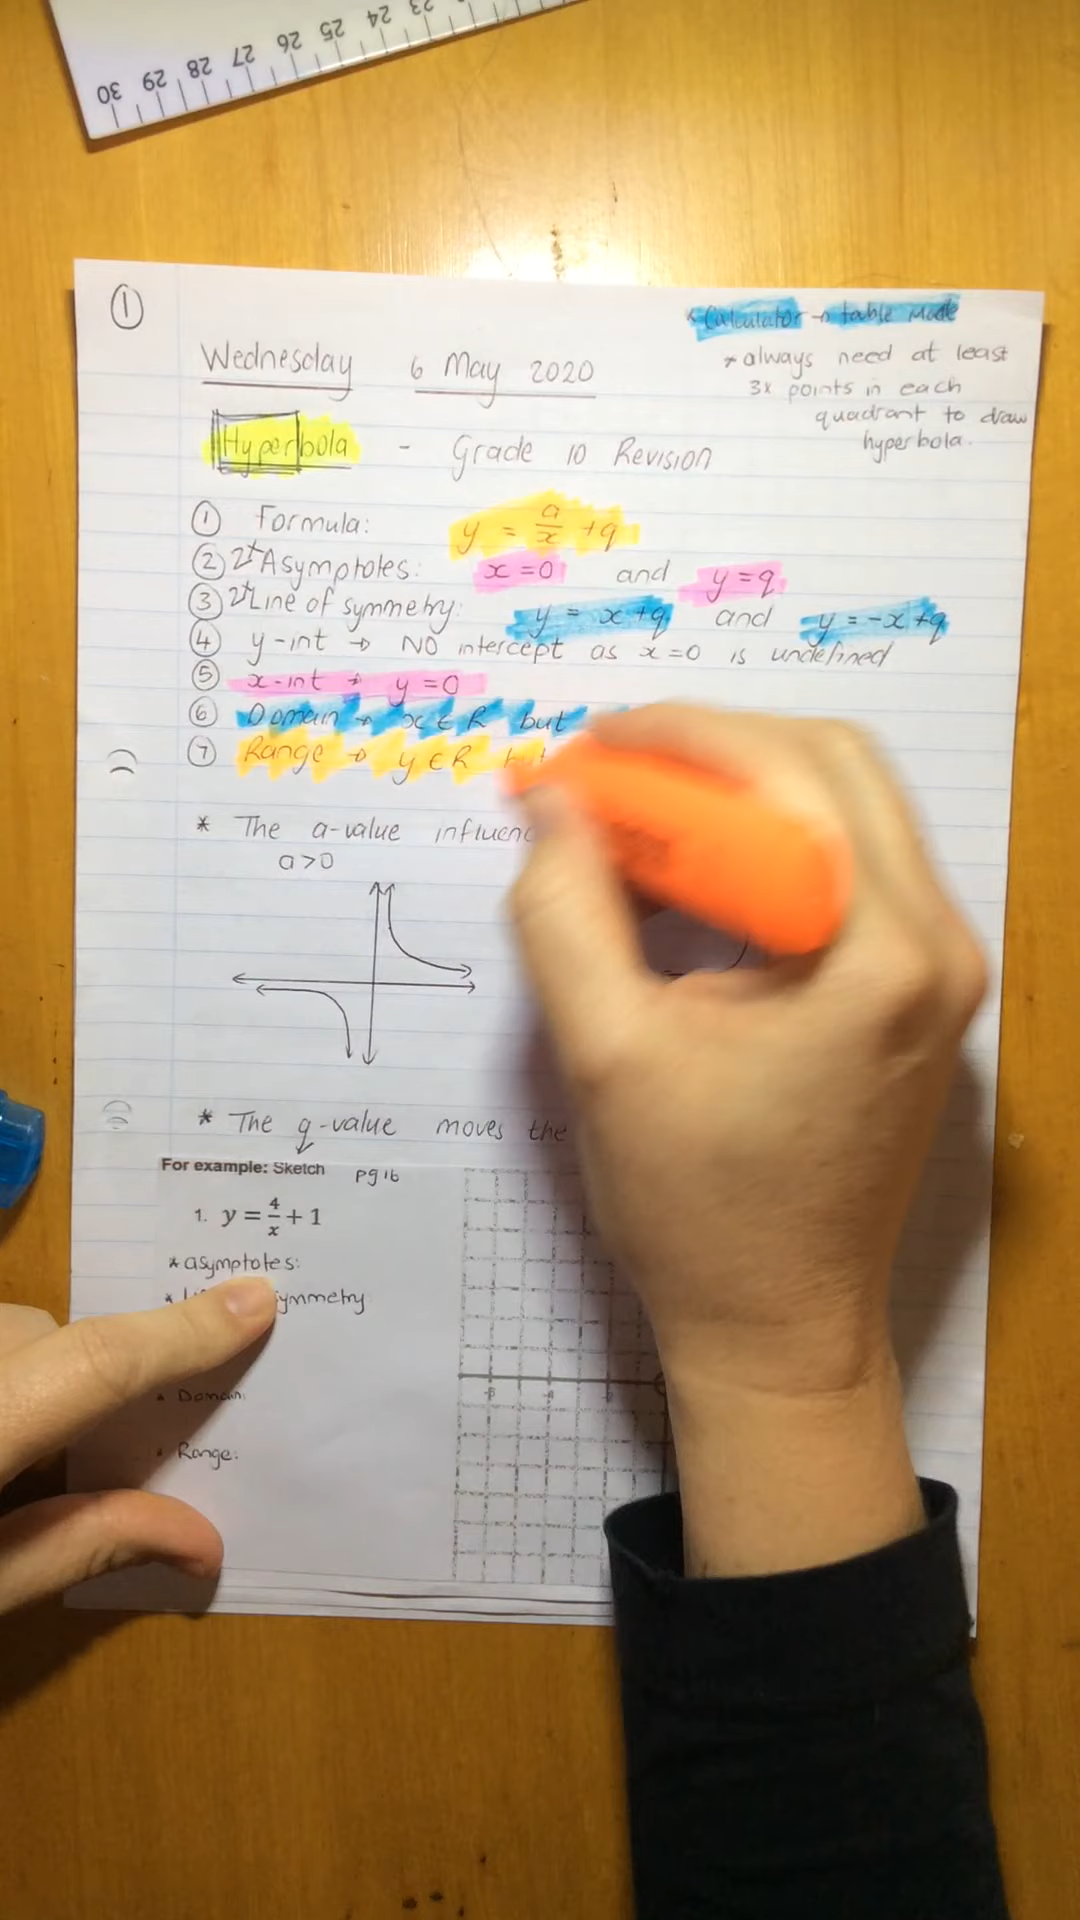 30 29 28 27 26 25 24 23
①
* Calculator → table mode
* always need at least
3x points in each
quadrant to draw
hyperbola.
Wednesday 6 May 2020
Hyperbola - Grade 10 Revision
① Formula: y = a/x + q
② 2* Asymptotes: x = 0 and y = q
③ 2* Line of symmetry: y = x + q and y = -x + q
④ y-int → NO intercept as x = 0 is undefined
⑤ x-int → y = 0
⑥ Domain → x ∈ R but
⑦ Range → y ∈ R but
* The a-value
a > 0
* The q-value moves the
For example: Sketch pg 16
1. y = 4/x + 1
* asymptotes:
* symmetry
* Domain:
* Range: